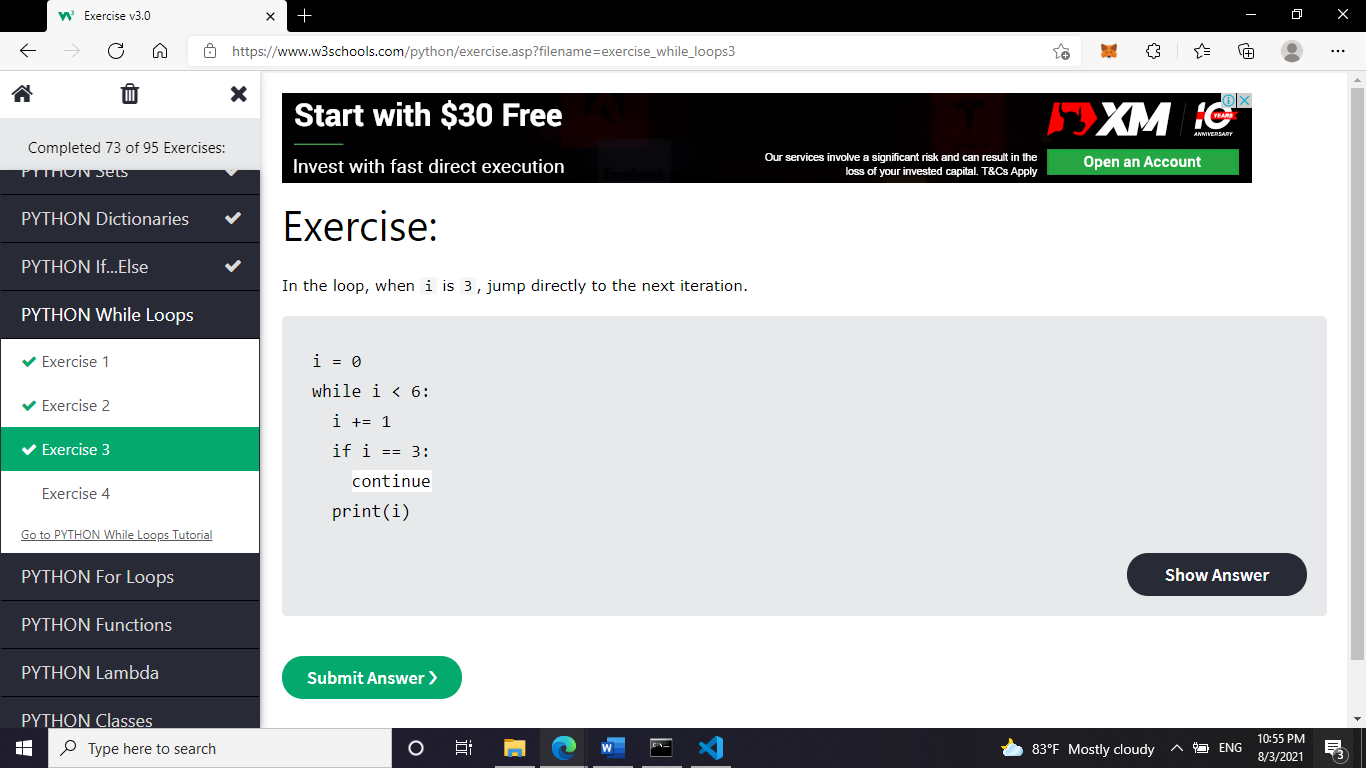 Exercise v3.0
https://www.w3schools.com/python/exercise.asp?filename=exercise_while_loops3
Completed 73 of 95 Exercises:
PYTHON Sets
PYTHON Dictionaries
PYTHON If...Else
PYTHON While Loops
Exercise 1
Exercise 2
Exercise 3
Exercise 4
Go to PYTHON While Loops Tutorial
PYTHON For Loops
PYTHON Functions
PYTHON Lambda
PYTHON Classes
Start with $30 Free
Invest with fast direct execution
Our services involve a significant risk and can result in the
loss of your invested capital. T&Cs Apply
XM
10
YEARS
ANNIVERSARY
Open an Account
Exercise:
In the loop, when i is 3, jump directly to the next iteration.
i = 0
while i < 6:
  i += 1
  if i == 3:
    continue
  print(i)
Show Answer
Submit Answer ❯
Type here to search
83°F Mostly cloudy
ENG
10:55 PM
8/3/2021
3